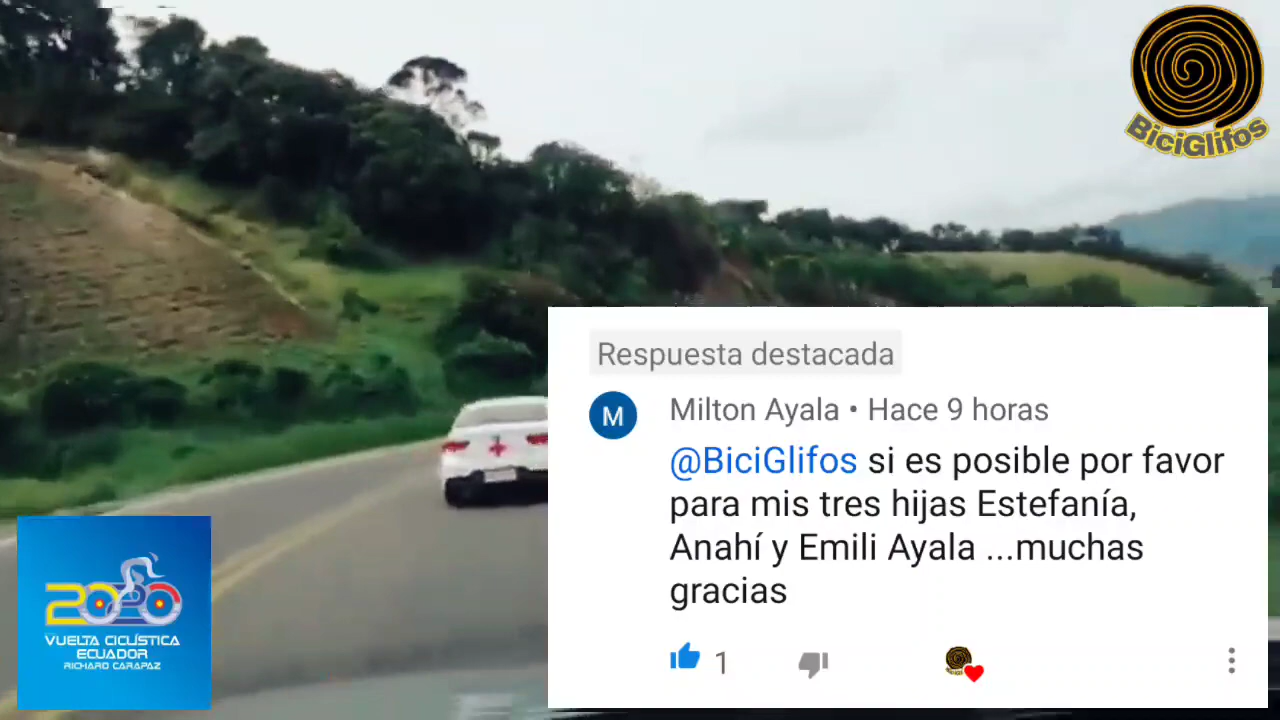 BiciGlifos
Respuesta destacada
M
Milton Ayala • Hace 9 horas
@BiciGlifos si es posible por favor
para mis tres hijas Estefanía,
Anahí y Emili Ayala ...muchas
gracias
1
2020
VUELTA CICLÍSTICA
ECUADOR
RICHARD CARAPAZ